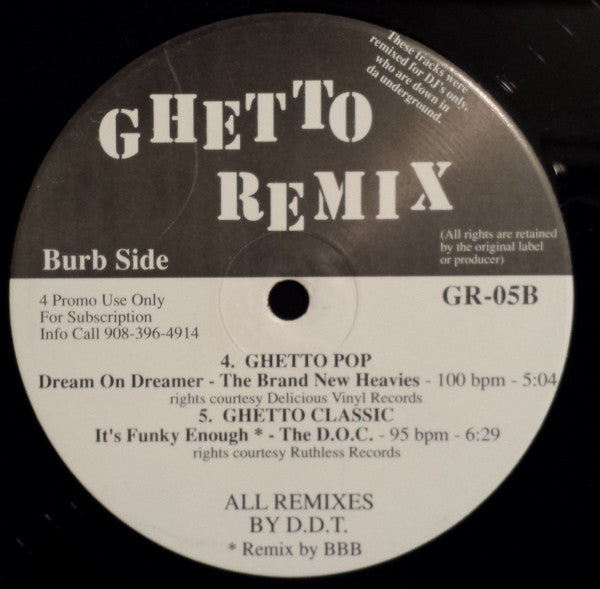 These tracks were
remixed for DJ's only,
who are down in
da underground.
GHETTO
REMIX
(All rights are retained
by the original label
or producer)
Burb Side
GR-05B
4 Promo Use Only
For Subscription
Info Call 908-396-4914
4. GHETTO POP
Dream On Dreamer - The Brand New Heavies - 100 bpm - 5:04
rights courtesy Delicious Vinyl Records
5. GHETTO CLASSIC
It's Funky Enough * - The D.O.C. - 95 bpm - 6:29
rights courtesy Ruthless Records
ALL REMIXES
BY D.D.T.
* Remix by BBB